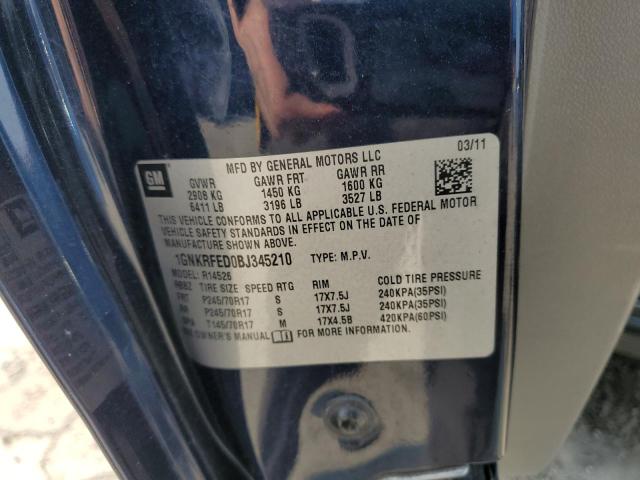 GM
MFD BY GENERAL MOTORS LLC 03/11
GVWR GAWR FRT GAWR RR
2908 KG 1450 KG 1600 KG
6411 LB 3196 LB 3527 LB
THIS VEHICLE CONFORMS TO ALL APPLICABLE U.S. FEDERAL MOTOR
VEHICLE SAFETY STANDARDS IN EFFECT ON THE DATE OF
MANUFACTURE SHOWN ABOVE.
1GNKRFED0BJ345210 TYPE: M.P.V.
MODEL: R14526
RBBZ TIRE SIZE SPEED RTG RIM COLD TIRE PRESSURE
FRT P245/70R17 S 17X7.5J 240KPA(35PSI)
RR P245/70R17 S 17X7.5J 240KPA(35PSI)
SPA T145/70R17 M 17X4.5B 420KPA(60PSI)
SEE OWNER'S MANUAL FOR MORE INFORMATION.